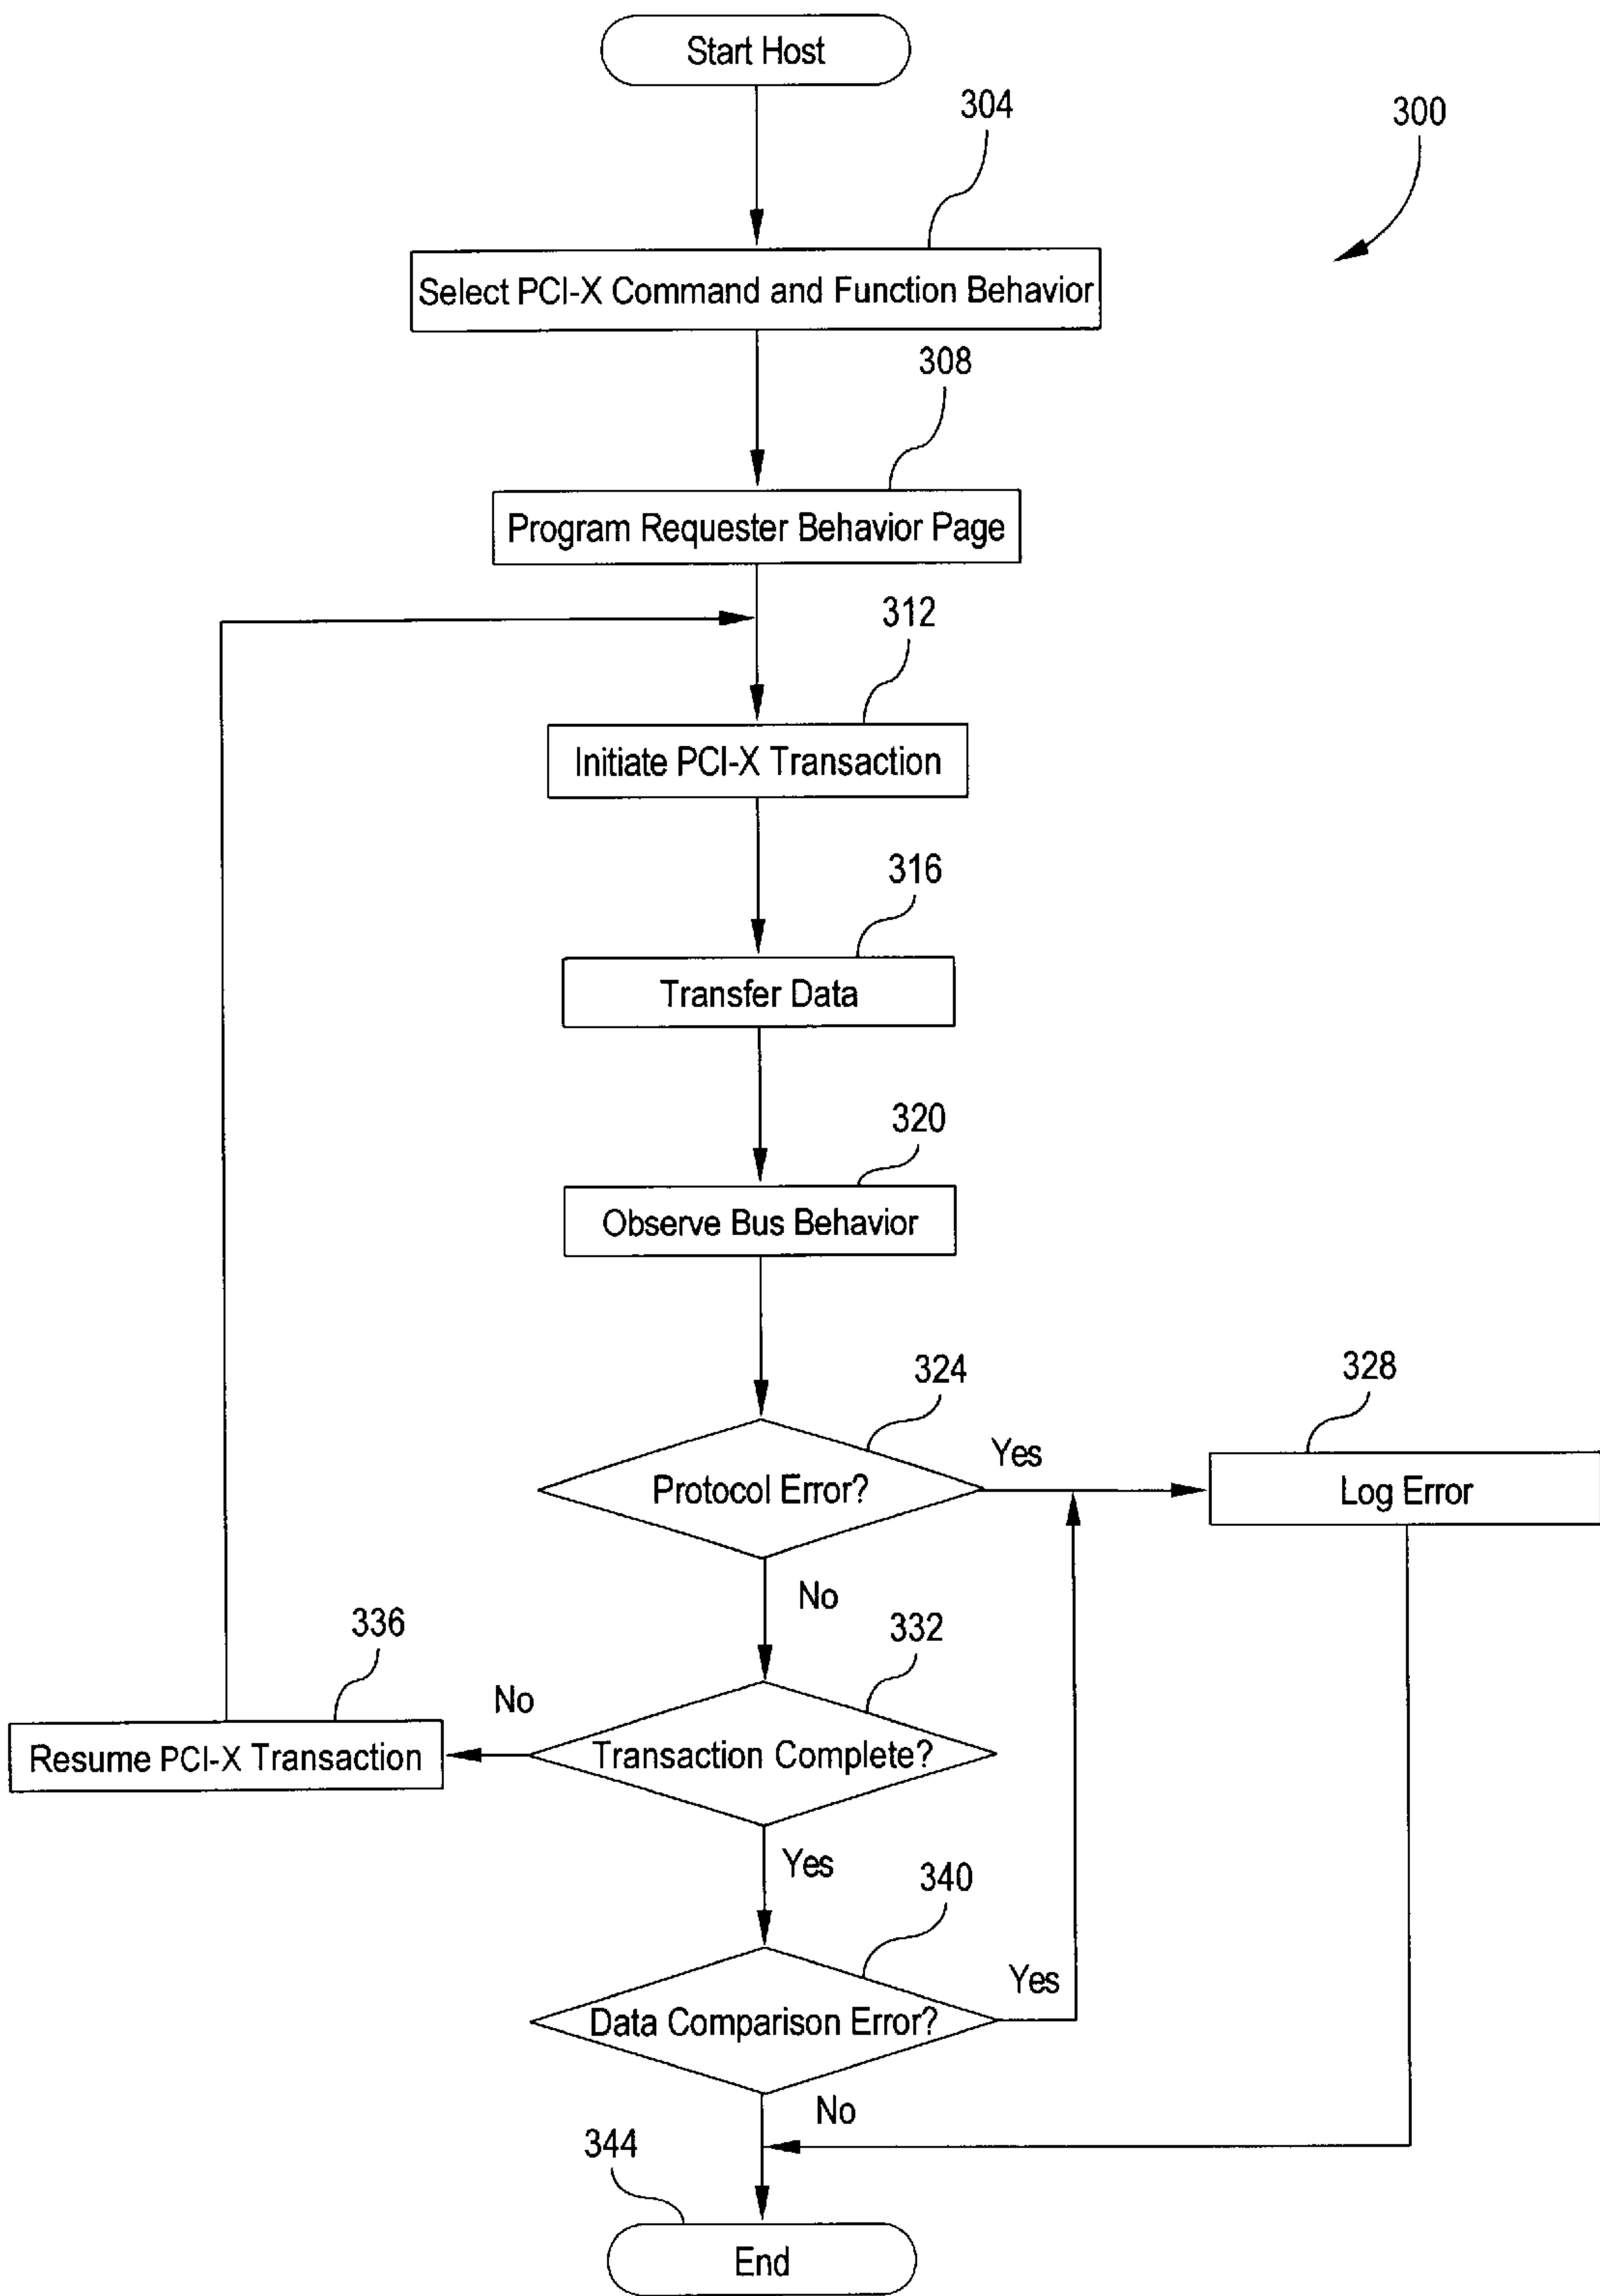 Start Host
304
300
Select PCI-X Command and Function Behavior
308
Program Requester Behavior Page
312
Initiate PCI-X Transaction
316
Transfer Data
320
Observe Bus Behavior
324
328
Yes
Protocol Error?
Log Error
No
336
332
No
Resume PCI-X Transaction
Transaction Complete?
Yes
340
Yes
Data Comparison Error?
No
344
End